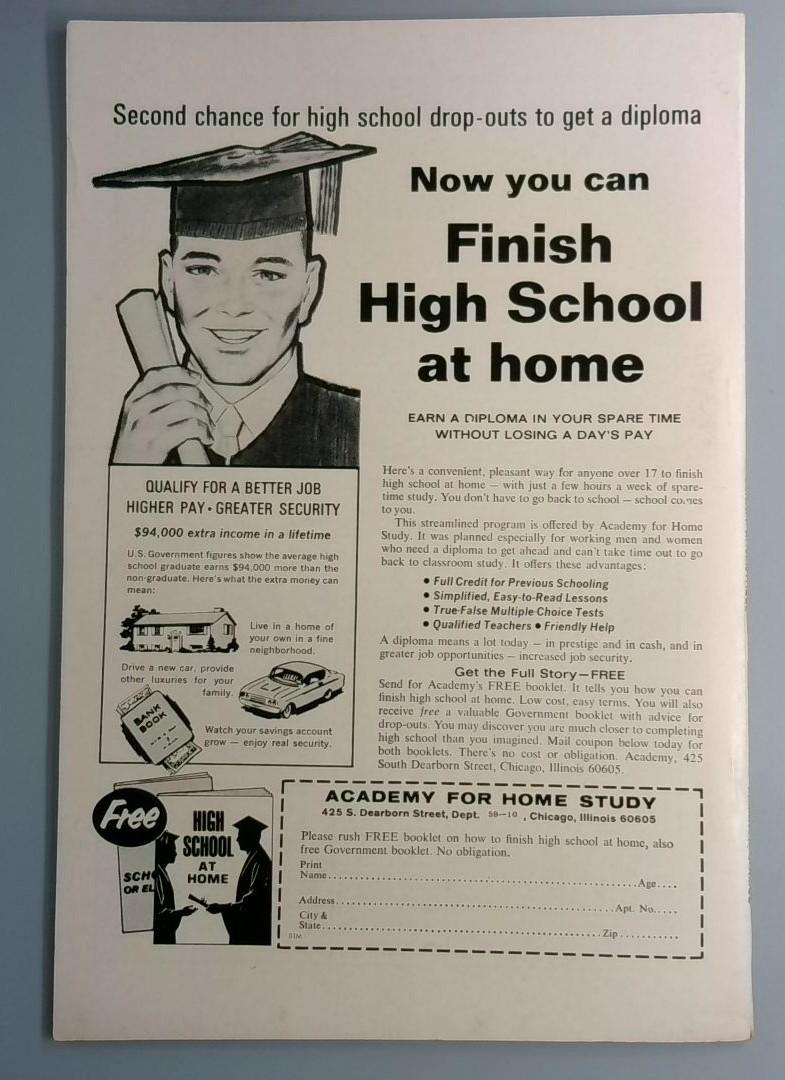 Second chance for high school drop-outs to get a diploma
Now you can
Finish
High School
at home
EARN A DIPLOMA IN YOUR SPARE TIME
WITHOUT LOSING A DAY'S PAY
Here's a convenient, pleasant way for anyone over 17 to finish
high school at home — with just a few hours a week of spare-
time study. You don't have to go back to school — school comes
to you.
This streamlined program is offered by Academy for Home
Study. It was planned especially for working men and women
who need a diploma to get ahead and can't take time out to go
back to classroom study. It offers these advantages:
● Full Credit for Previous Schooling
● Simplified, Easy-to-Read Lessons
● True-False Multiple-Choice Tests
● Qualified Teachers ● Friendly Help
A diploma means a lot today — in prestige and in cash, and in
greater job opportunities — increased job security.
Get the Full Story—FREE
Send for Academy's FREE booklet. It tells you how you can
finish high school at home. Low cost, easy terms. You will also
receive free a valuable Government booklet with advice for
drop-outs. You may discover you are much closer to completing
high school than you imagined. Mail coupon below today for
both booklets. There's no cost or obligation. Academy, 425
South Dearborn Street, Chicago, Illinois 60605.
QUALIFY FOR A BETTER JOB
HIGHER PAY • GREATER SECURITY
$94,000 extra income in a lifetime
U.S. Government figures show the average high
school graduate earns $94,000 more than the
non-graduate. Here's what the extra money can
mean:
Live in a home of
your own in a fine
neighborhood.
Drive a new car, provide
other luxuries for your
family.
BANK
BOOK
Watch your savings account
grow — enjoy real security.
Free
HIGH
SCHOOL
AT
HOME
SCHO
OR EL
ACADEMY FOR HOME STUDY
425 S. Dearborn Street, Dept. 59-10 , Chicago, Illinois 60605
Please rush FREE booklet on how to finish high school at home, also
free Government booklet. No obligation.
Print
Name Age
Address Apt. No.
City &
State Zip